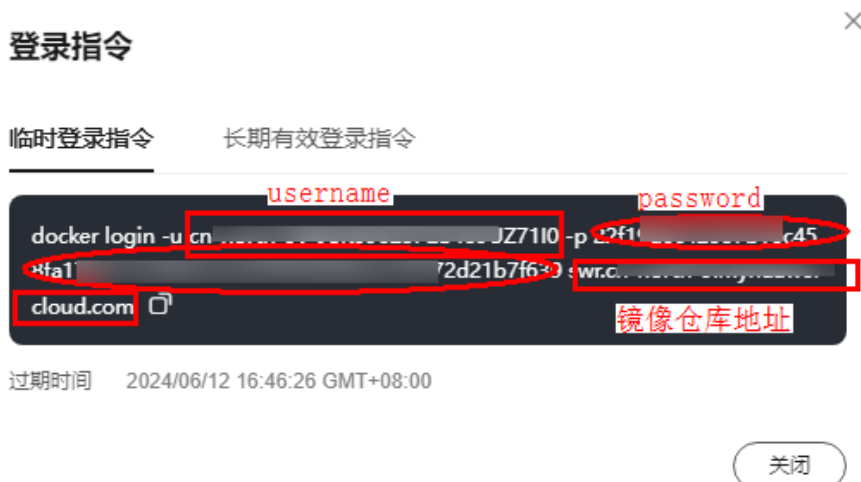 登录指令
临时登录指令 长期有效登录指令
username password
docker login -u cn JZ71I0 -p c45
8fa1 72d21b7f639 swr.c
cloud.com
镜像仓库地址
过期时间 2024/06/12 16:46:26 GMT+08:00
关闭